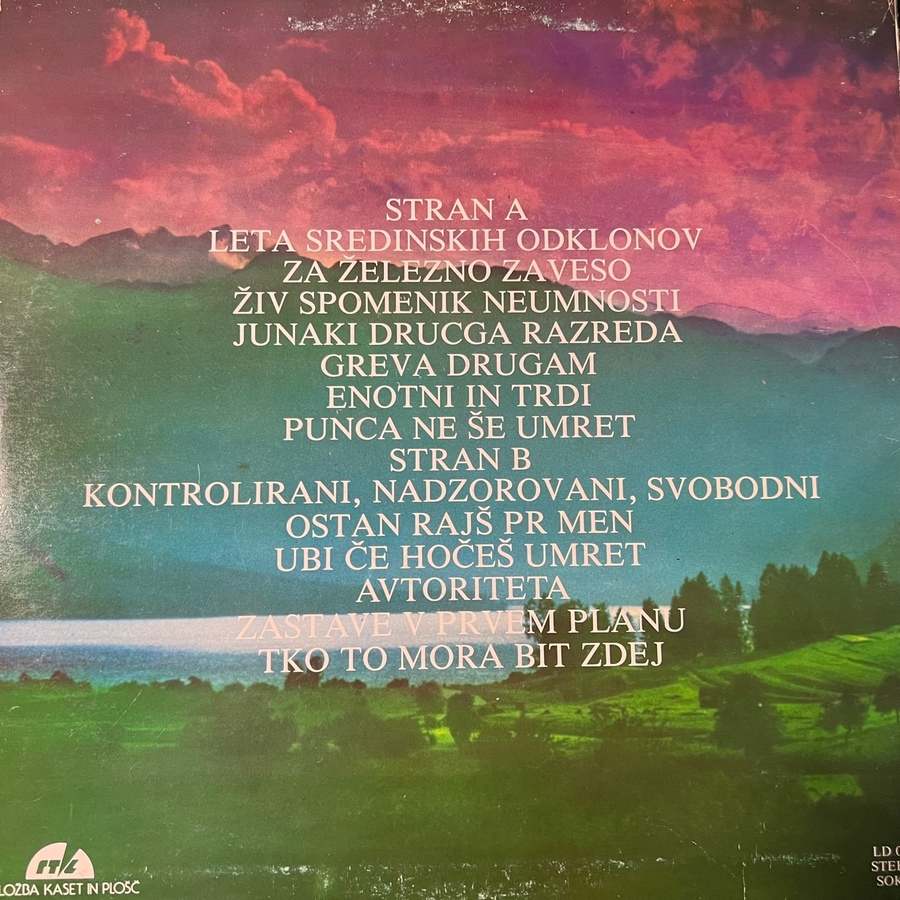 STRAN A
LETA SREDINSKIH ODKLONOV
ZA ŽELEZNO ZAVESO
ŽIV SPOMENIK NEUMNOSTI
JUNAKI DRUCGA RAZREDA
GREVA DRUGAM
ENOTNI IN TRDI
PUNCA NE ŠE UMRET
STRAN B
KONTROLIRANI, NADZOROVANI, SVOBODNI
OSTAN RAJŠ PR MEN
UBI ČE HOČEŠ UMRET
AVTORITETA
ZASTAVE V PRVEM PLANU
TKO TO MORA BIT ZDEJ
KASET IN PLOŠČ
LD